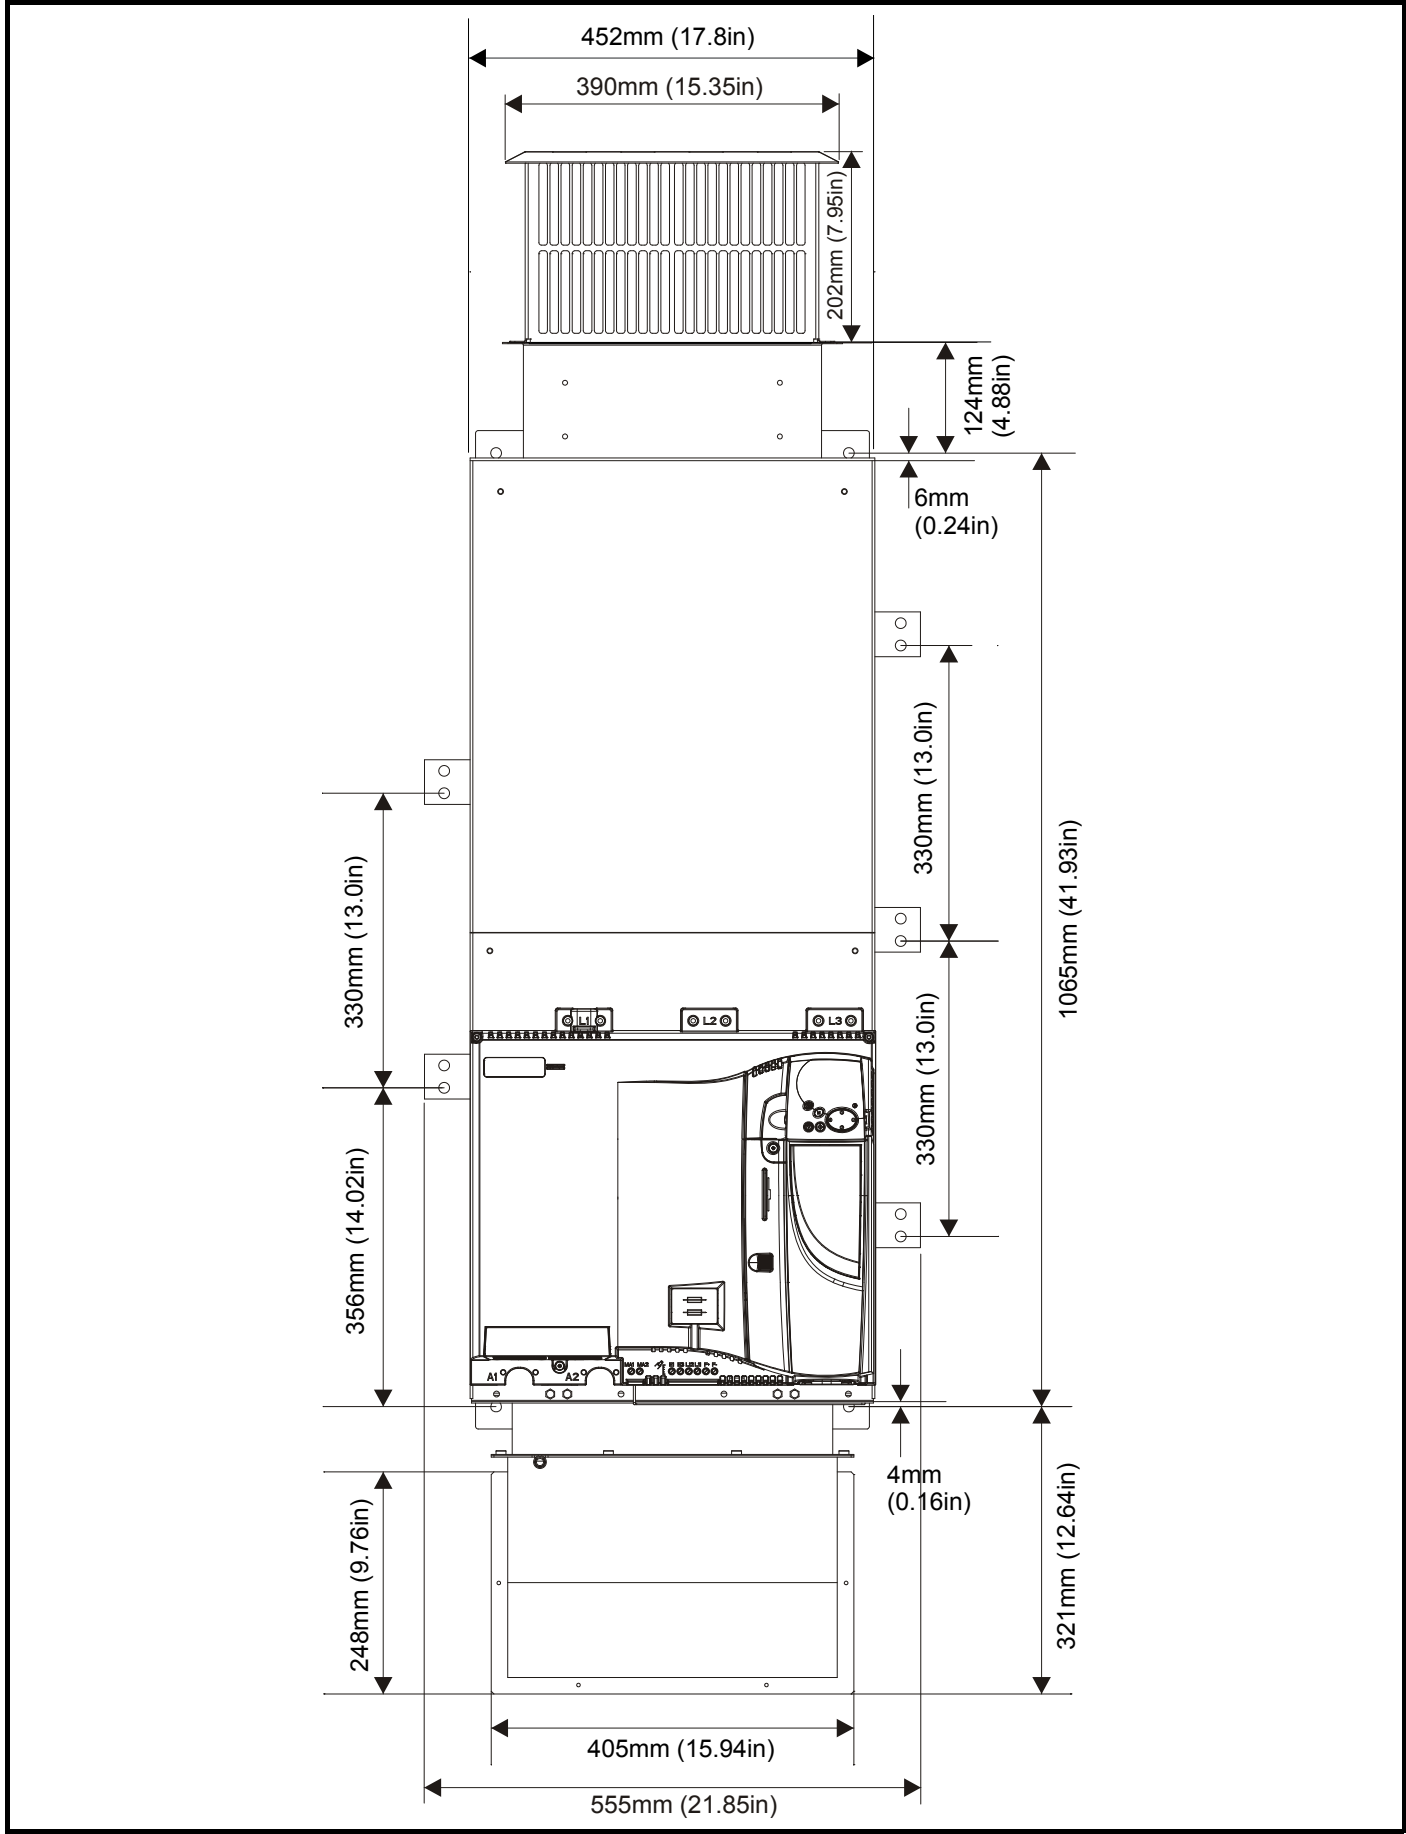 452mm (17.8in)
390mm (15.35in)
202mm (7.95in)
124mm
(4.88in)
6mm
(0.24in)
330mm (13.0in)
330mm (13.0in)
1065mm (41.93in)
L1
L2
L3
330mm (13.0in)
356mm (14.02in)
A1
A2
MA1 MA2
4mm
(0.16in)
248mm (9.76in)
321mm (12.64in)
405mm (15.94in)
555mm (21.85in)